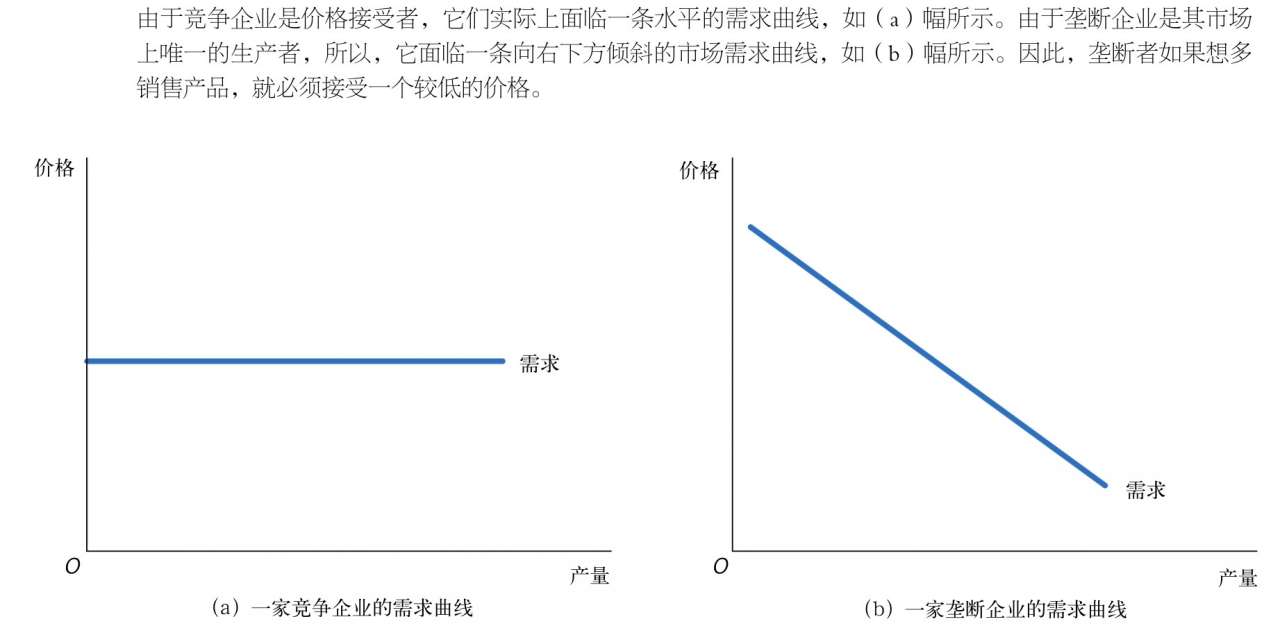 由于竞争企业是价格接受者，它们实际上面临一条水平的需求曲线，如（a）幅所示。由于垄断企业是其市场
上唯一的生产者，所以，它面临一条向右下方倾斜的市场需求曲线，如（b）幅所示。因此，垄断者如果想多
销售产品，就必须接受一个较低的价格。
价格
需求
O
产量
（a）一家竞争企业的需求曲线
价格
需求
O
产量
（b）一家垄断企业的需求曲线